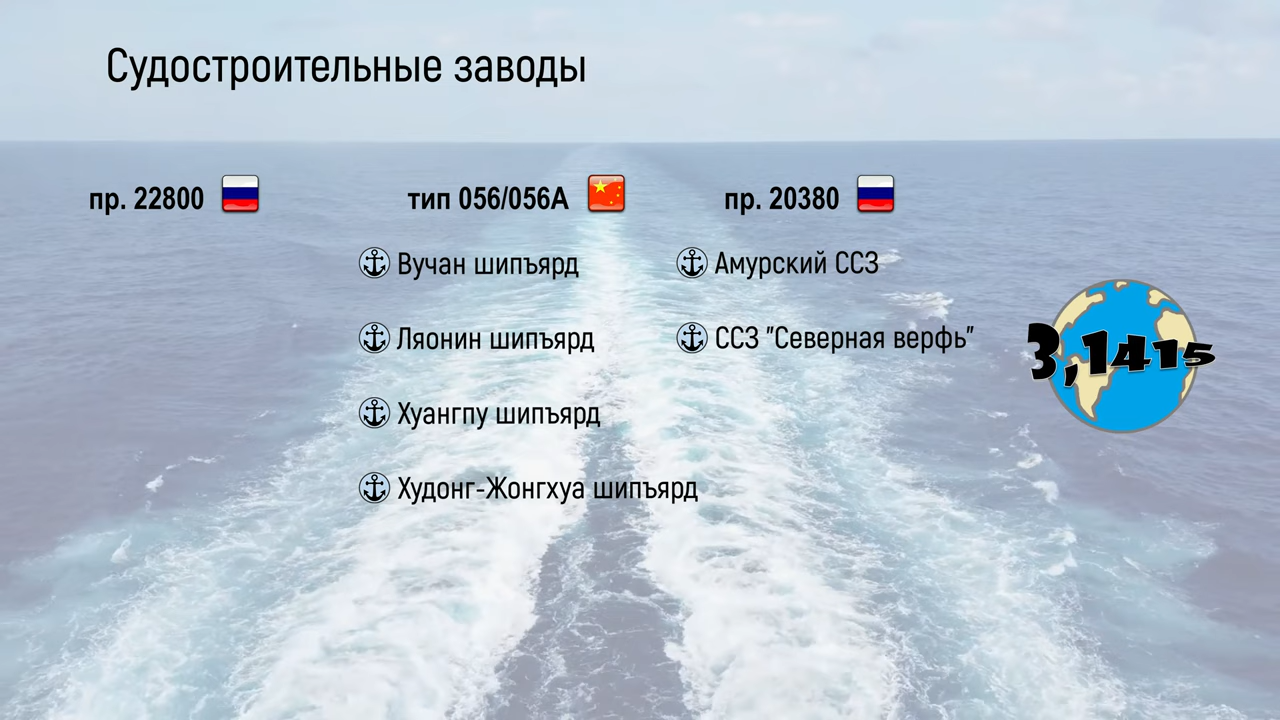 Судостроительные заводы
пр. 22800
тип 056/056А
пр. 20380
Вучан шипъярд
Ляонин шипъярд
Хуангпу шипъярд
Худонг-Жонгхуа шипъярд
Амурский ССЗ
ССЗ "Северная верфь"
3,1415